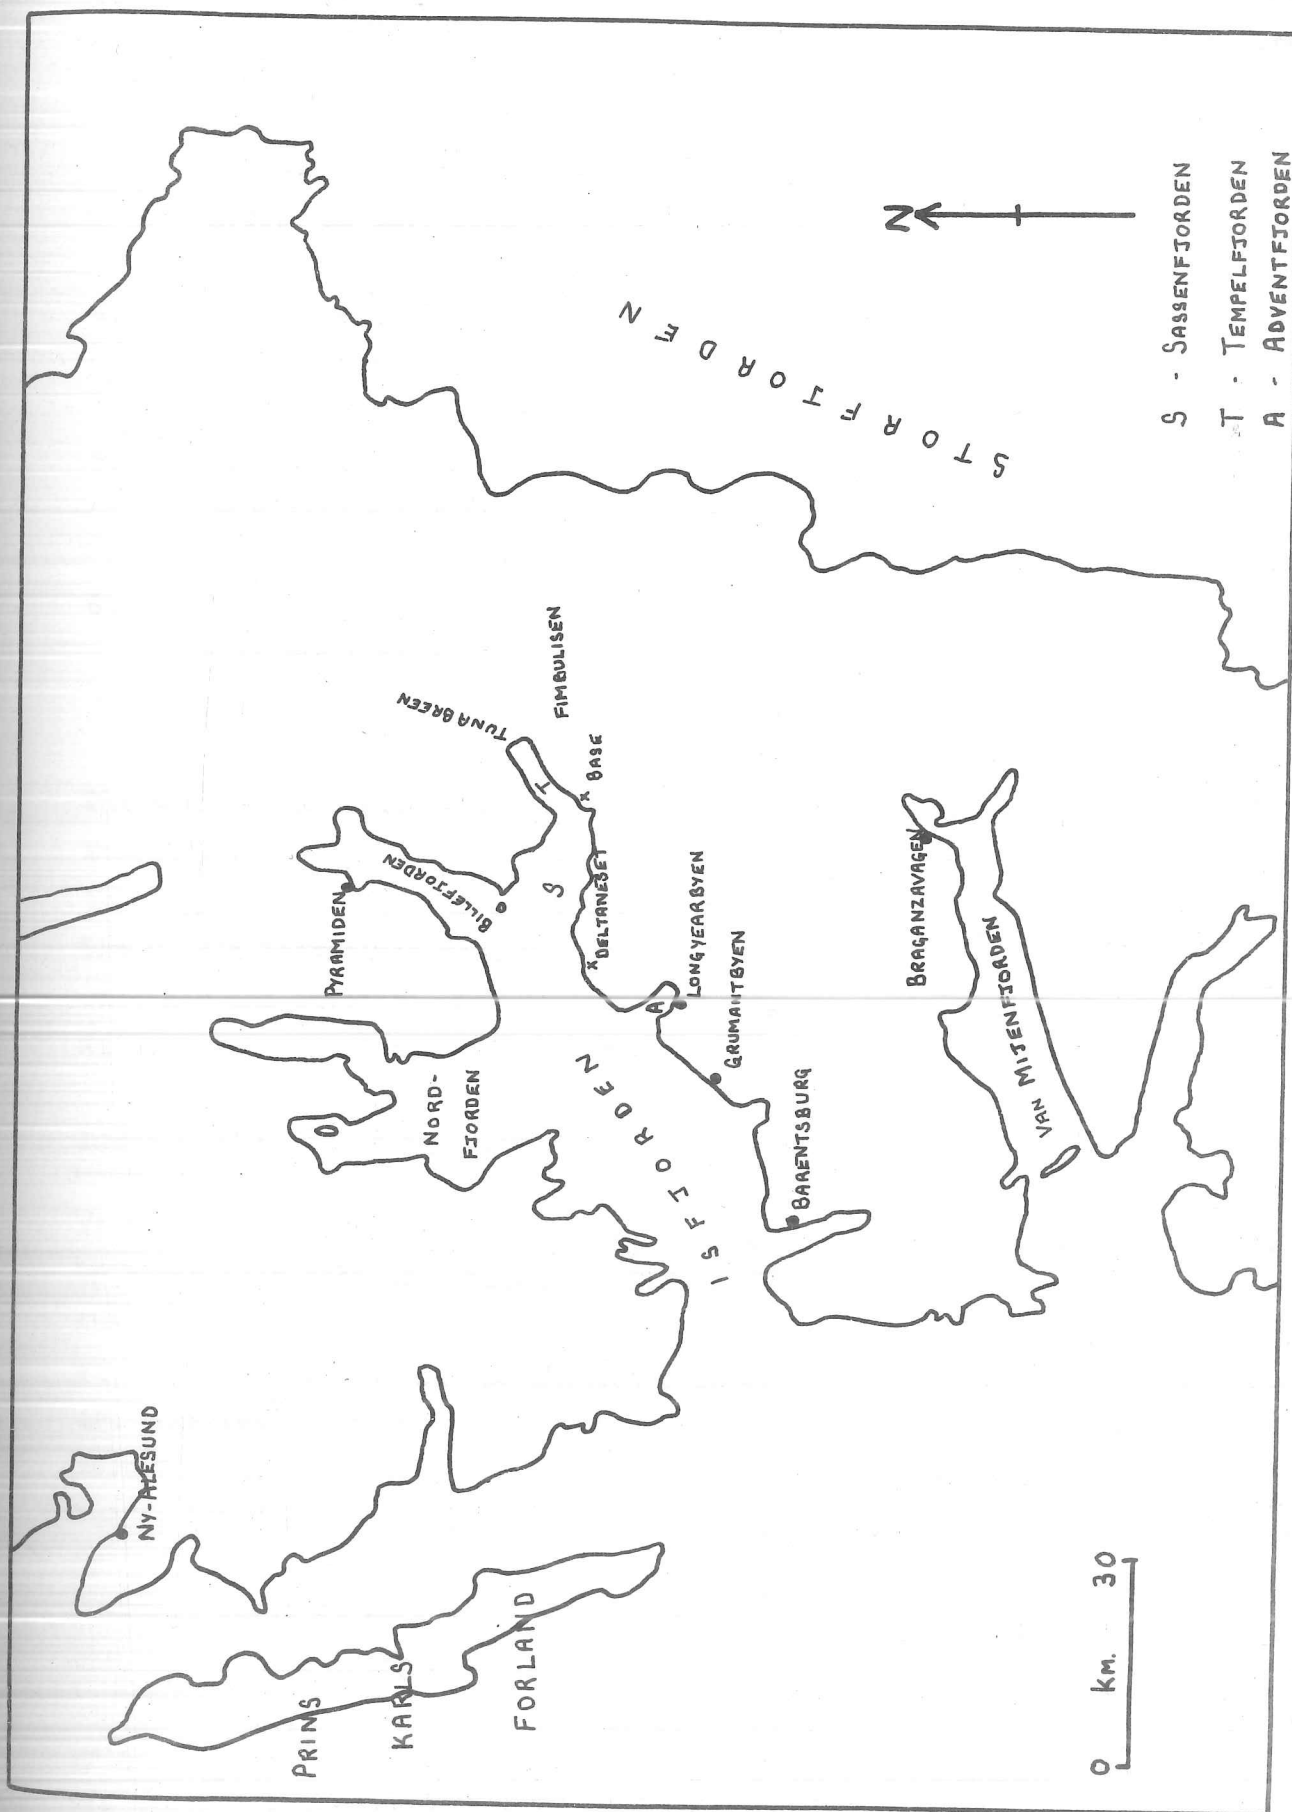 NY-ALESUND
PRINS
KARLS
FORLAND
PYRAMIDEN
BILLEFJORDEN
NORD-
FJORDEN
TUNABREEN
FIMBULISEN
T
BASE
S
DELTANESET
A
LONGYEARBYEN
GRUMANTBYEN
BARENTSBURG
ISFJORDEN
STORFJORDEN
BRAGANZAVAGEN
VAN MIJENFJORDEN
N
0 KM. 30
S - SASSENFJORDEN
T - TEMPELFJORDEN
A - ADVENTFJORDEN